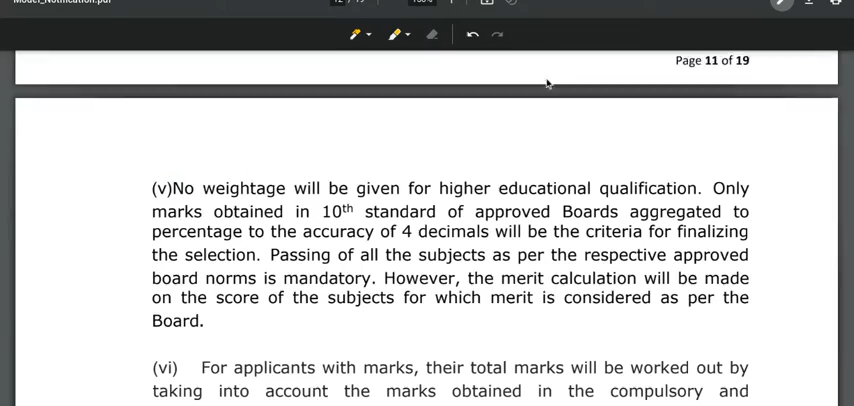 Model_Notification.pdf
12 / 19
150%
Page 11 of 19
(v)No weightage will be given for higher educational qualification. Only
marks obtained in 10th standard of approved Boards aggregated to
percentage to the accuracy of 4 decimals will be the criteria for finalizing
the selection. Passing of all the subjects as per the respective approved
board norms is mandatory. However, the merit calculation will be made
on the score of the subjects for which merit is considered as per the
Board.
(vi) For applicants with marks, their total marks will be worked out by
taking into account the marks obtained in the compulsory and